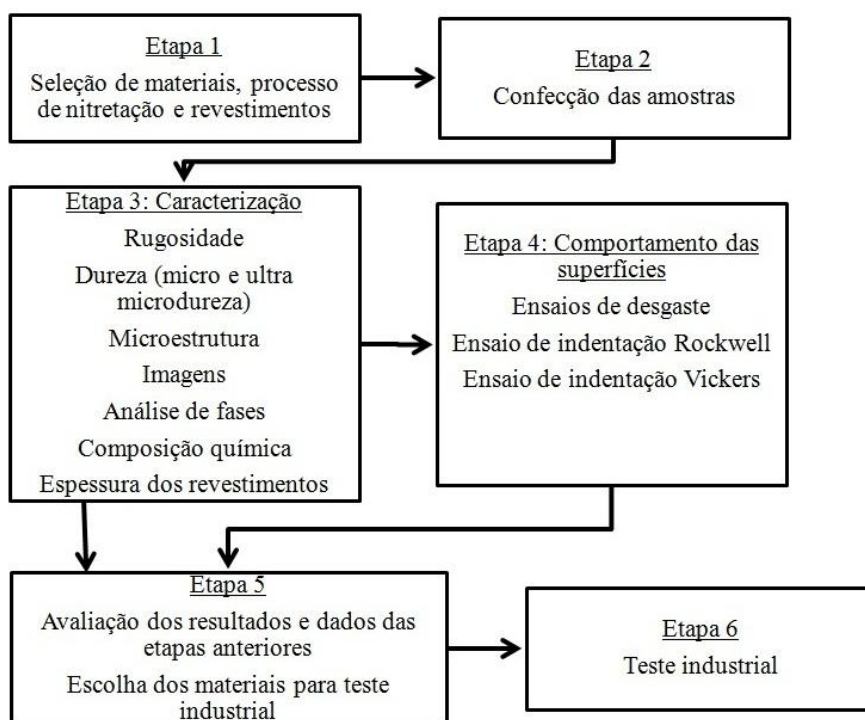 Etapa 1
Seleção de materiais, processo
de nitretação e revestimentos
Etapa 2
Confecção das amostras
Etapa 3: Caracterização
Rugosidade
Dureza (micro e ultra
microdureza)
Microestrutura
Imagens
Análise de fases
Composição química
Espessura dos revestimentos
Etapa 4: Comportamento das
superfícies
Ensaios de desgaste
Ensaio de indentação Rockwell
Ensaio de indentação Vickers
Etapa 5
Avaliação dos resultados e dados das
etapas anteriores
Escolha dos materiais para teste
industrial
Etapa 6
Teste industrial